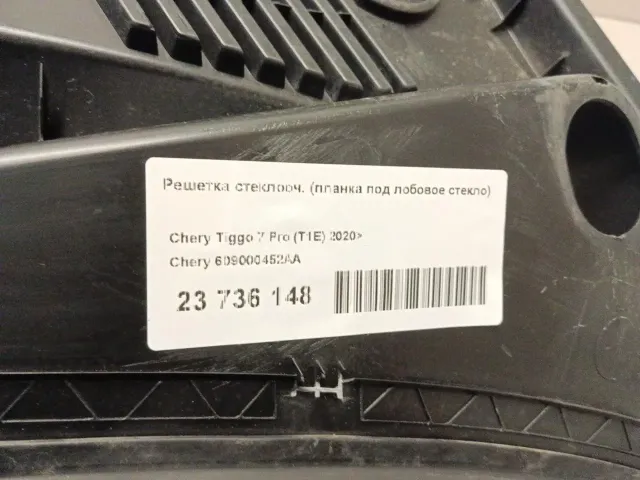 Решетка стеклооч. (планка под лобовое стекло)
Chery Tiggo 7 Pro (T1E) 2020>
Chery 609000452AA
23 736 148